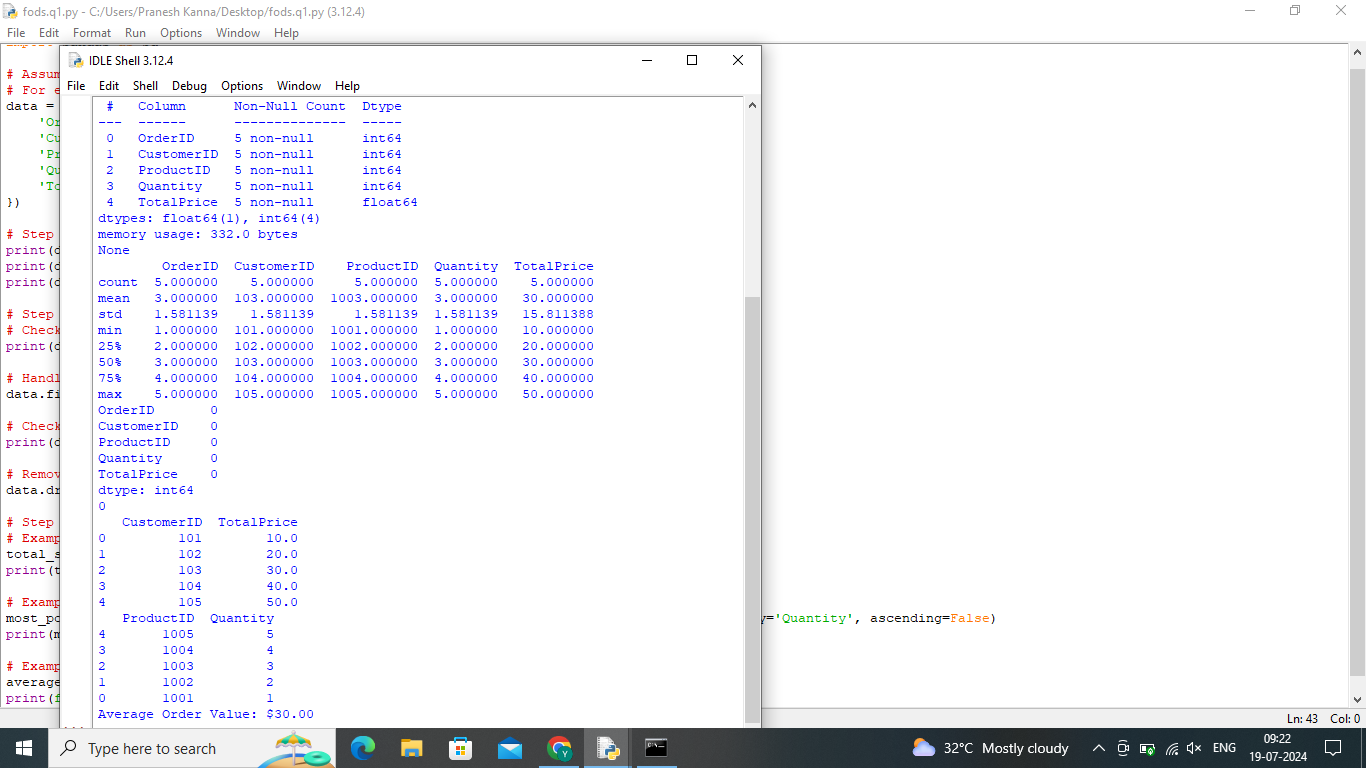 fods.q1.py - C:/Users/Pranesh Kanna/Desktop/fods.q1.py (3.12.4)
File Edit Format Run Options Window Help
IDLE Shell 3.12.4
File Edit Shell Debug Options Window Help
# Assum
# For e
data =
'Or
'Cu
'Pr
'Qu
'To
})
# Step
print(d
print(d
print(d
# Step
# Check
print(d
# Handl
data.fi
# Check
print(d
# Remov
data.dr
# Step
# Examp
total_s
print(t
# Examp
most_po
print(m
# Examp
average
print(f
# Column Non-Null Count Dtype
--- ------ -------------- -----
0 OrderID 5 non-null int64
1 CustomerID 5 non-null int64
2 ProductID 5 non-null int64
3 Quantity 5 non-null int64
4 TotalPrice 5 non-null float64
dtypes: float64(1), int64(4)
memory usage: 332.0 bytes
None
OrderID CustomerID ProductID Quantity TotalPrice
count 5.000000 5.000000 5.000000 5.000000 5.000000
mean 3.000000 103.000000 1003.000000 3.000000 30.000000
std 1.581139 1.581139 1.581139 1.581139 15.811388
min 1.000000 101.000000 1001.000000 1.000000 10.000000
25% 2.000000 102.000000 1002.000000 2.000000 20.000000
50% 3.000000 103.000000 1003.000000 3.000000 30.000000
75% 4.000000 104.000000 1004.000000 4.000000 40.000000
max 5.000000 105.000000 1005.000000 5.000000 50.000000
OrderID 0
CustomerID 0
ProductID 0
Quantity 0
TotalPrice 0
dtype: int64
0
CustomerID TotalPrice
0 101 10.0
1 102 20.0
2 103 30.0
3 104 40.0
4 105 50.0
ProductID Quantity
4 1005 5
3 1004 4
2 1003 3
1 1002 2
0 1001 1
Average Order Value: $30.00
y='Quantity', ascending=False)
Ln: 43 Col: 0
Type here to search
32°C Mostly cloudy
ENG
09:22
19-07-2024